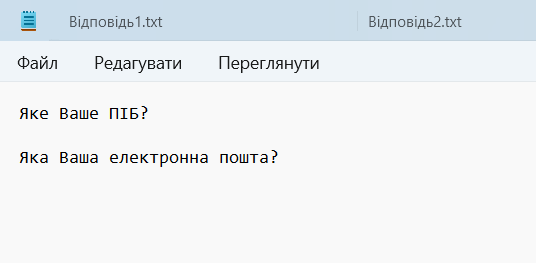 Відповідь1.txt Відповідь2.txt
Файл Редагувати Переглянути
Яке Ваше ПІБ?
Яка Ваша електронна пошта?